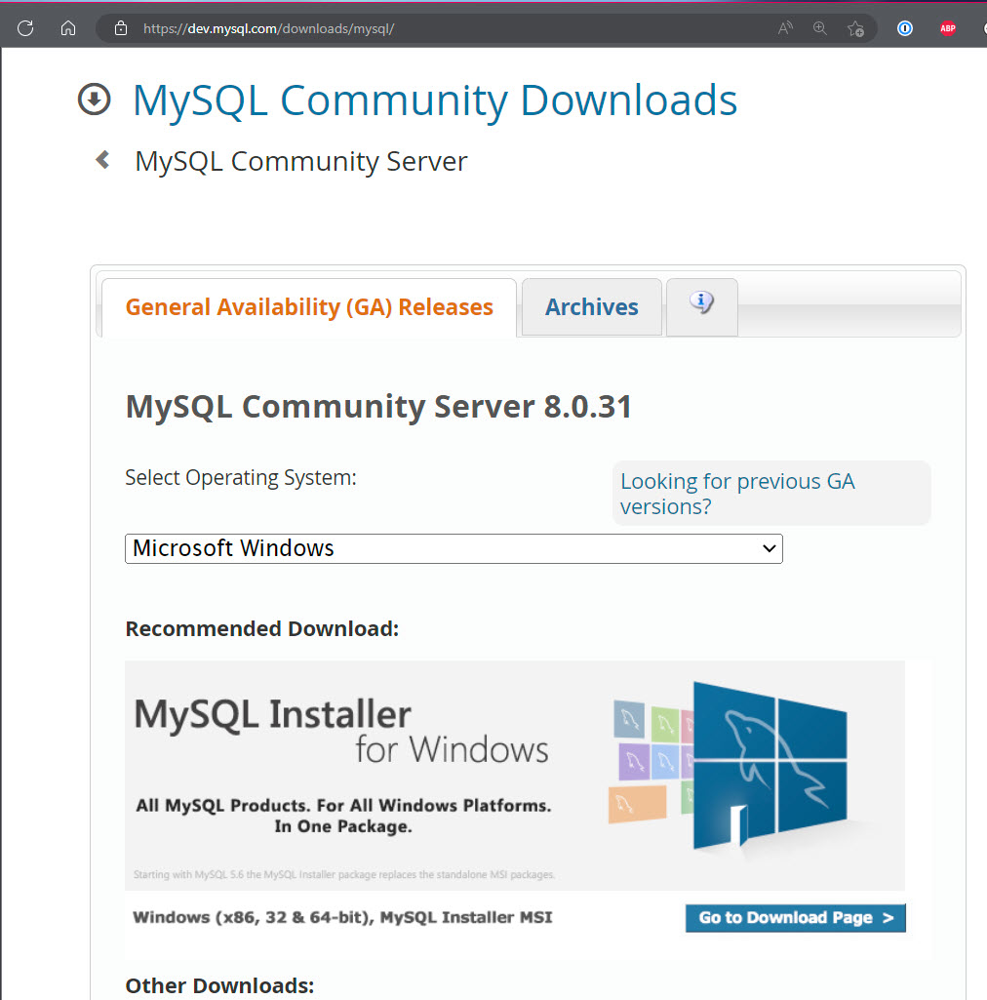 https://dev.mysql.com/downloads/mysql/
ABP
MySQL Community Downloads
MySQL Community Server
General Availability (GA) Releases
Archives
MySQL Community Server 8.0.31
Select Operating System:
Looking for previous GA
versions?
Microsoft Windows
Recommended Download:
MySQL Installer
for Windows
All MySQL Products. For All Windows Platforms.
In One Package.
Starting with MySQL 5.6 the MySQL Installer package replaces the standalone MSI packages.
Windows (x86, 32 & 64-bit), MySQL Installer MSI
Go to Download Page >
Other Downloads: